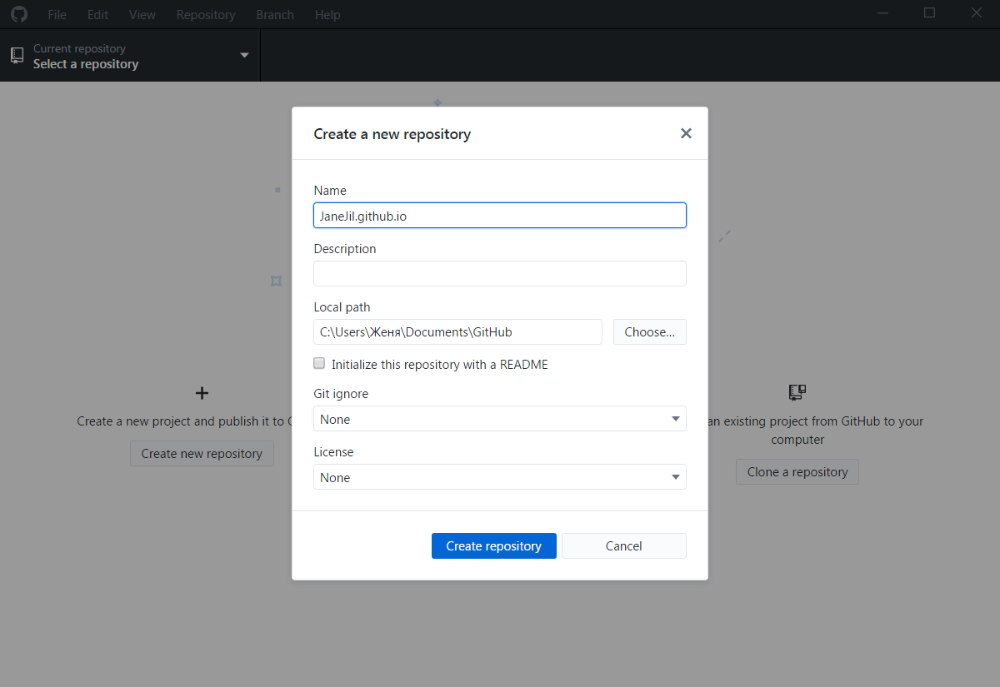 File Edit View Repository Branch Help
Current repository
Select a repository
Create a new repository
Name
JaneJil.github.io
Description
Local path
C:\Users\Женя\Documents\GitHub
Choose...
Initialize this repository with a README
Git ignore
None
License
None
Create repository
Cancel
Create a new project and publish it to
Create new repository
an existing project from GitHub to your
computer
Clone a repository